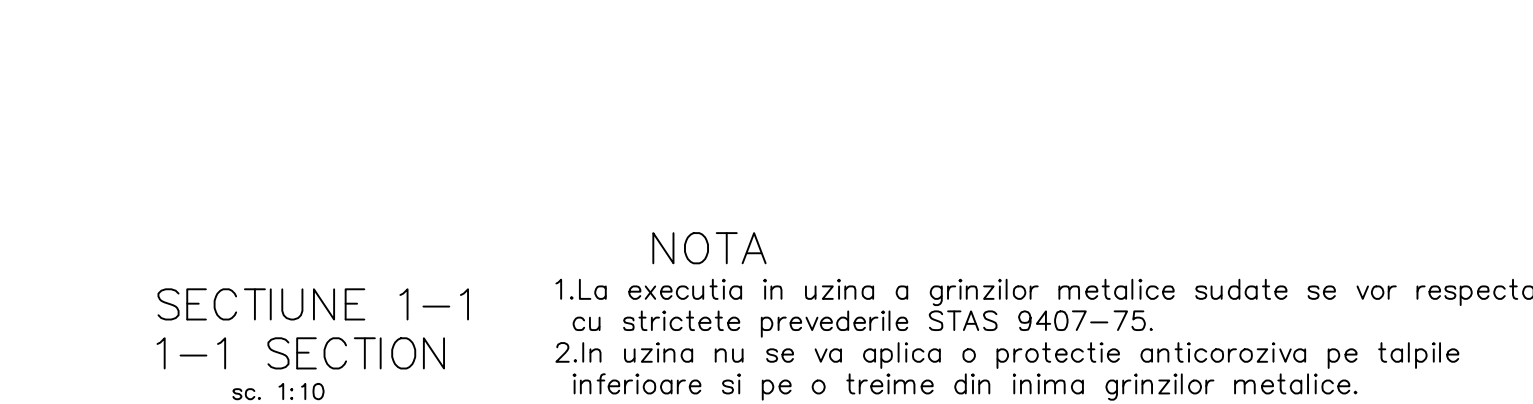 SECTIUNE 1-1
1-1 SECTION
sc. 1:10
NOTA
1.La executia in uzina a grinzilor metalice sudate se vor respecta
cu strictete prevederile STAS 9407-75.
2.In uzina nu se va aplica o protectie anticoroziva pe talpile
inferioare si pe o treime din inima grinzilor metalice.